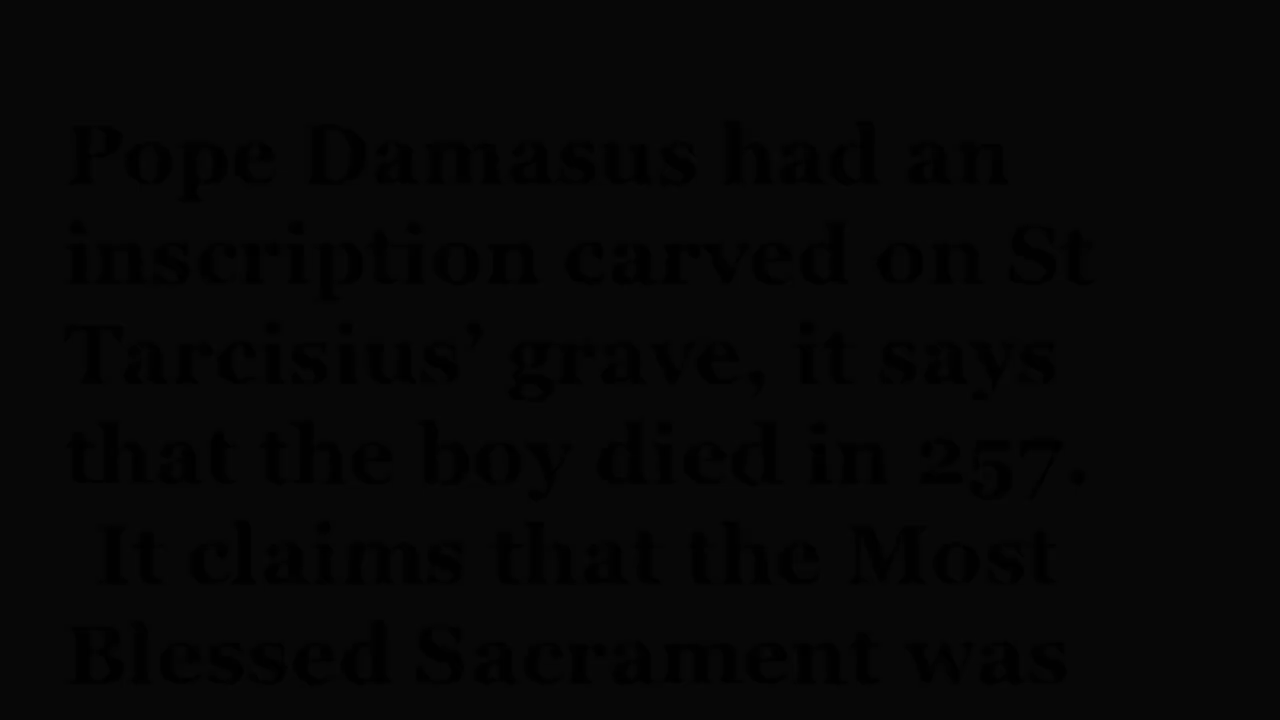 Pope Damasus had an
inscription carved on St
Tarcisius’ grave, it says
that the boy died in 257.
It claims that the Most
Blessed Sacrament was